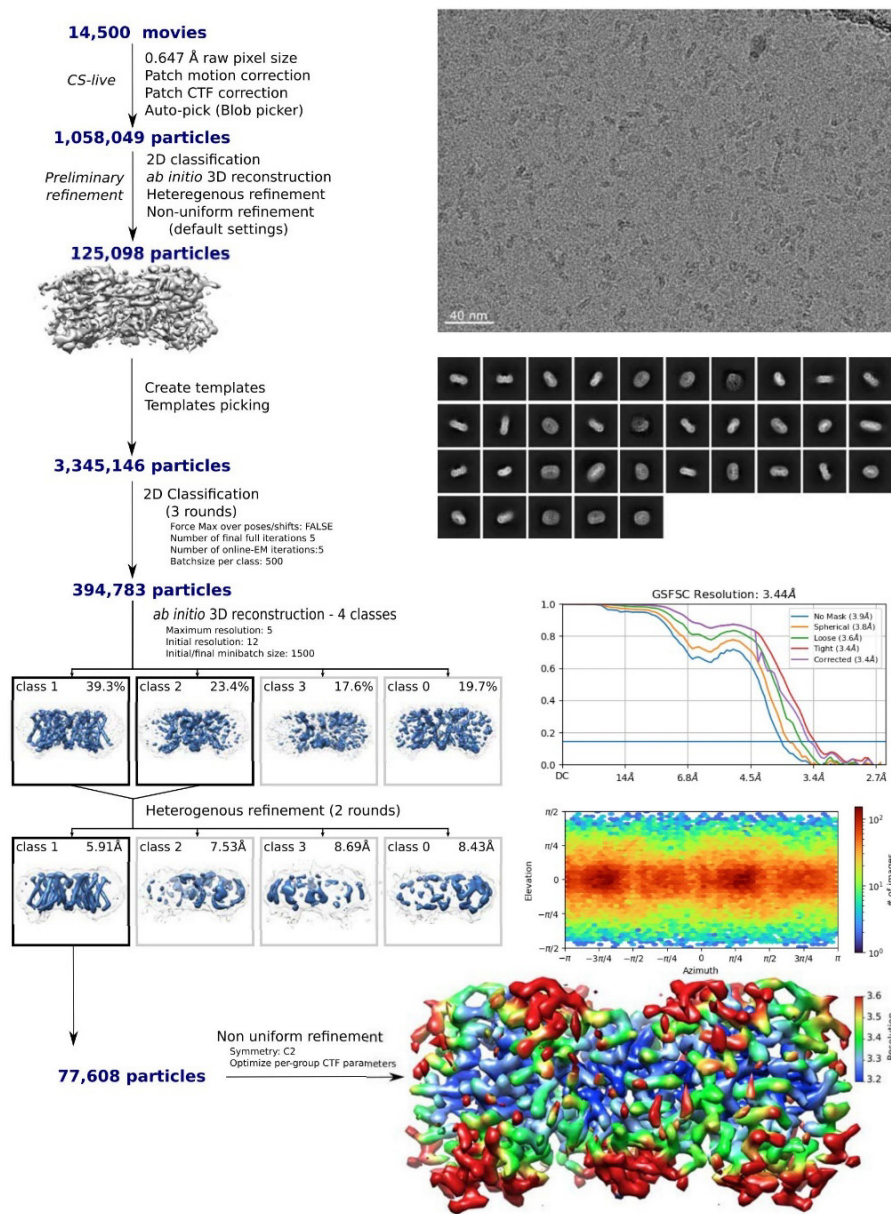 14,500 movies
CS-live
0.647 Å raw pixel size
Patch motion correction
Patch CTF correction
Auto-pick (Blob picker)
1,058,049 particles
Preliminary
refinement
2D classification
ab initio 3D reconstruction
Heteregenous refinement
Non-uniform refinement
(default settings)
125,098 particles
Create templates
Templates picking
3,345,146 particles
2D Classification
(3 rounds)
Force Max over poses/shifts: FALSE
Number of final full iterations 5
Number of online-EM iterations:5
Batchsize per class: 500
394,783 particles
ab initio 3D reconstruction - 4 classes
Maximum resolution: 5
Initial resolution: 12
Initial/final minibatch size: 1500
class 1 39.3%
class 2 23.4%
class 3 17.6%
class 0 19.7%
Heterogenous refinement (2 rounds)
class 1 5.91Å
class 2 7.53Å
class 3 8.69Å
class 0 8.43Å
77,608 particles
Non uniform refinement
Symmetry: C2
Optimize per-group CTF parameters
40 nm
GSFSC Resolution: 3.44Å
1.0
0.8
0.6
0.4
0.2
0.0
No Mask (3.9Å)
Spherical (3.8Å)
Loose (3.6Å)
Tight (3.4Å)
Corrected (3.4Å)
DC 14Å 6.8Å 4.5Å 3.4Å 2.7Å
π/2
π/4
0
−π/4
−π/2
Elevation
−π −3π/4 −π/2 −π/4 0 π/4 π/2 3π/4 π
Azimuth
10²
10¹
10⁰
# of images
3.6
3.5
3.4
3.3
3.2
Resolution